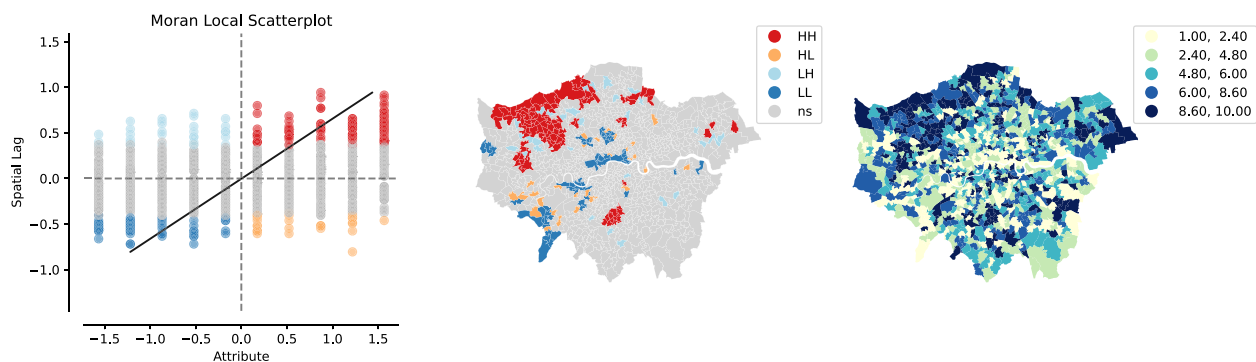 Moran Local Scatterplot
1.5
1.0
0.5
0.0
−0.5
−1.0
Spatial Lag
−1.5
−1.0
−0.5
0.0
0.5
1.0
1.5
Attribute
HH
HL
LH
LL
ns
1.00, 2.40
2.40, 4.80
4.80, 6.00
6.00, 8.60
8.60, 10.00